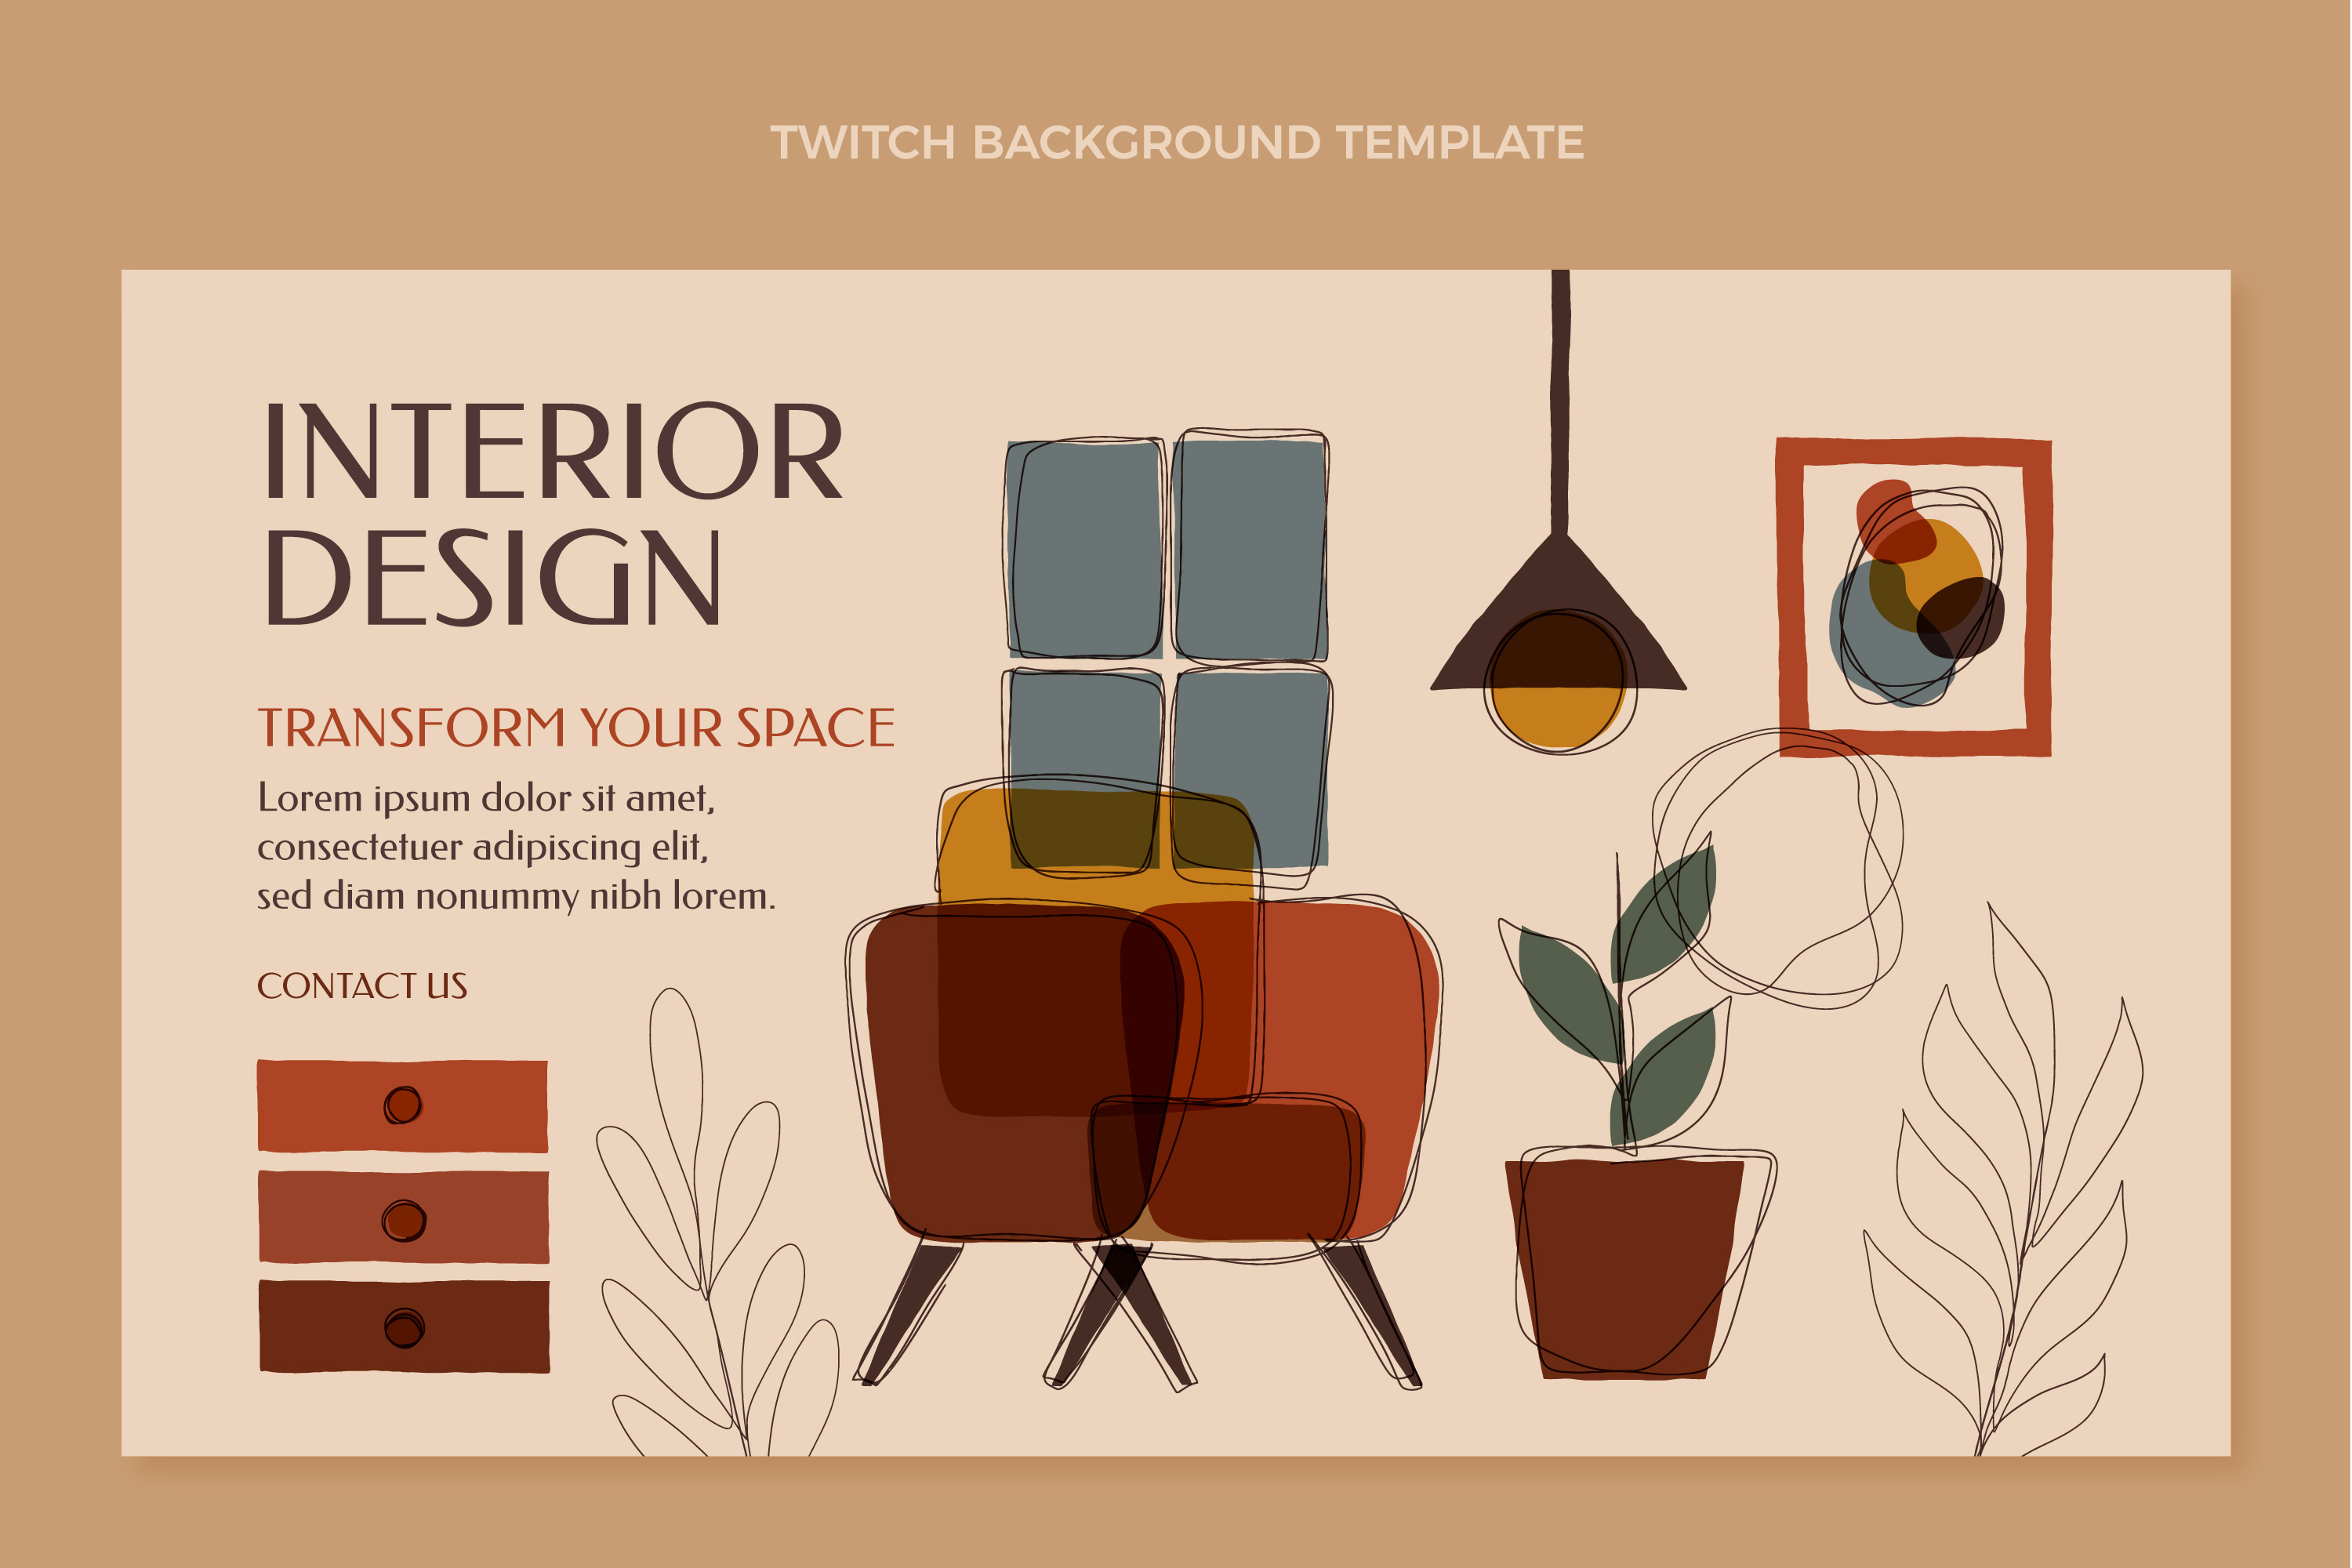 TWITCH BACKGROUND TEMPLATE
INTERIOR
DESIGN
TRANSFORM YOUR SPACE
Lorem ipsum dolor sit amet,
consectetuer adipiscing elit,
sed diam nonummy nibh lorem.
CONTACT US